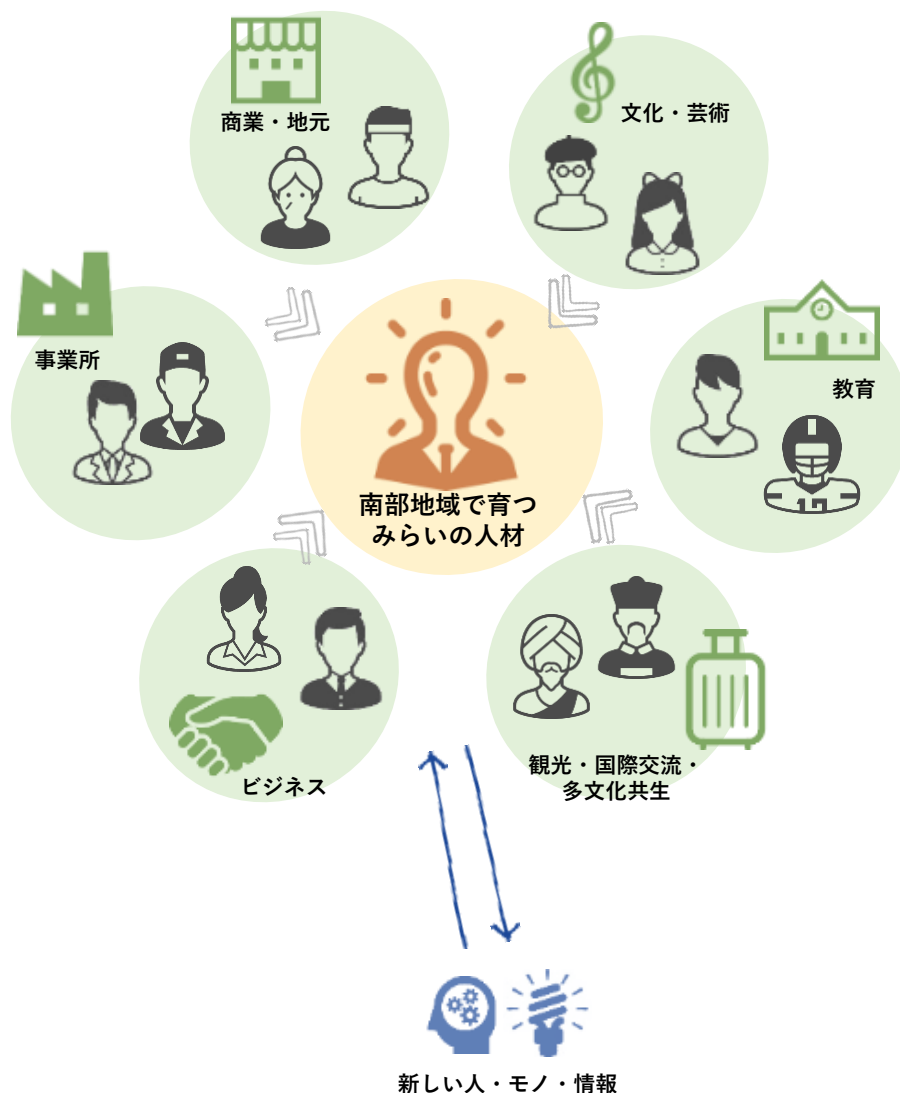 商業・地元
文化・芸術
事業所
教育
南部地域で育つ
みらいの人材
ビジネス
観光・国際交流・
多文化共生
新しい人・モノ・情報